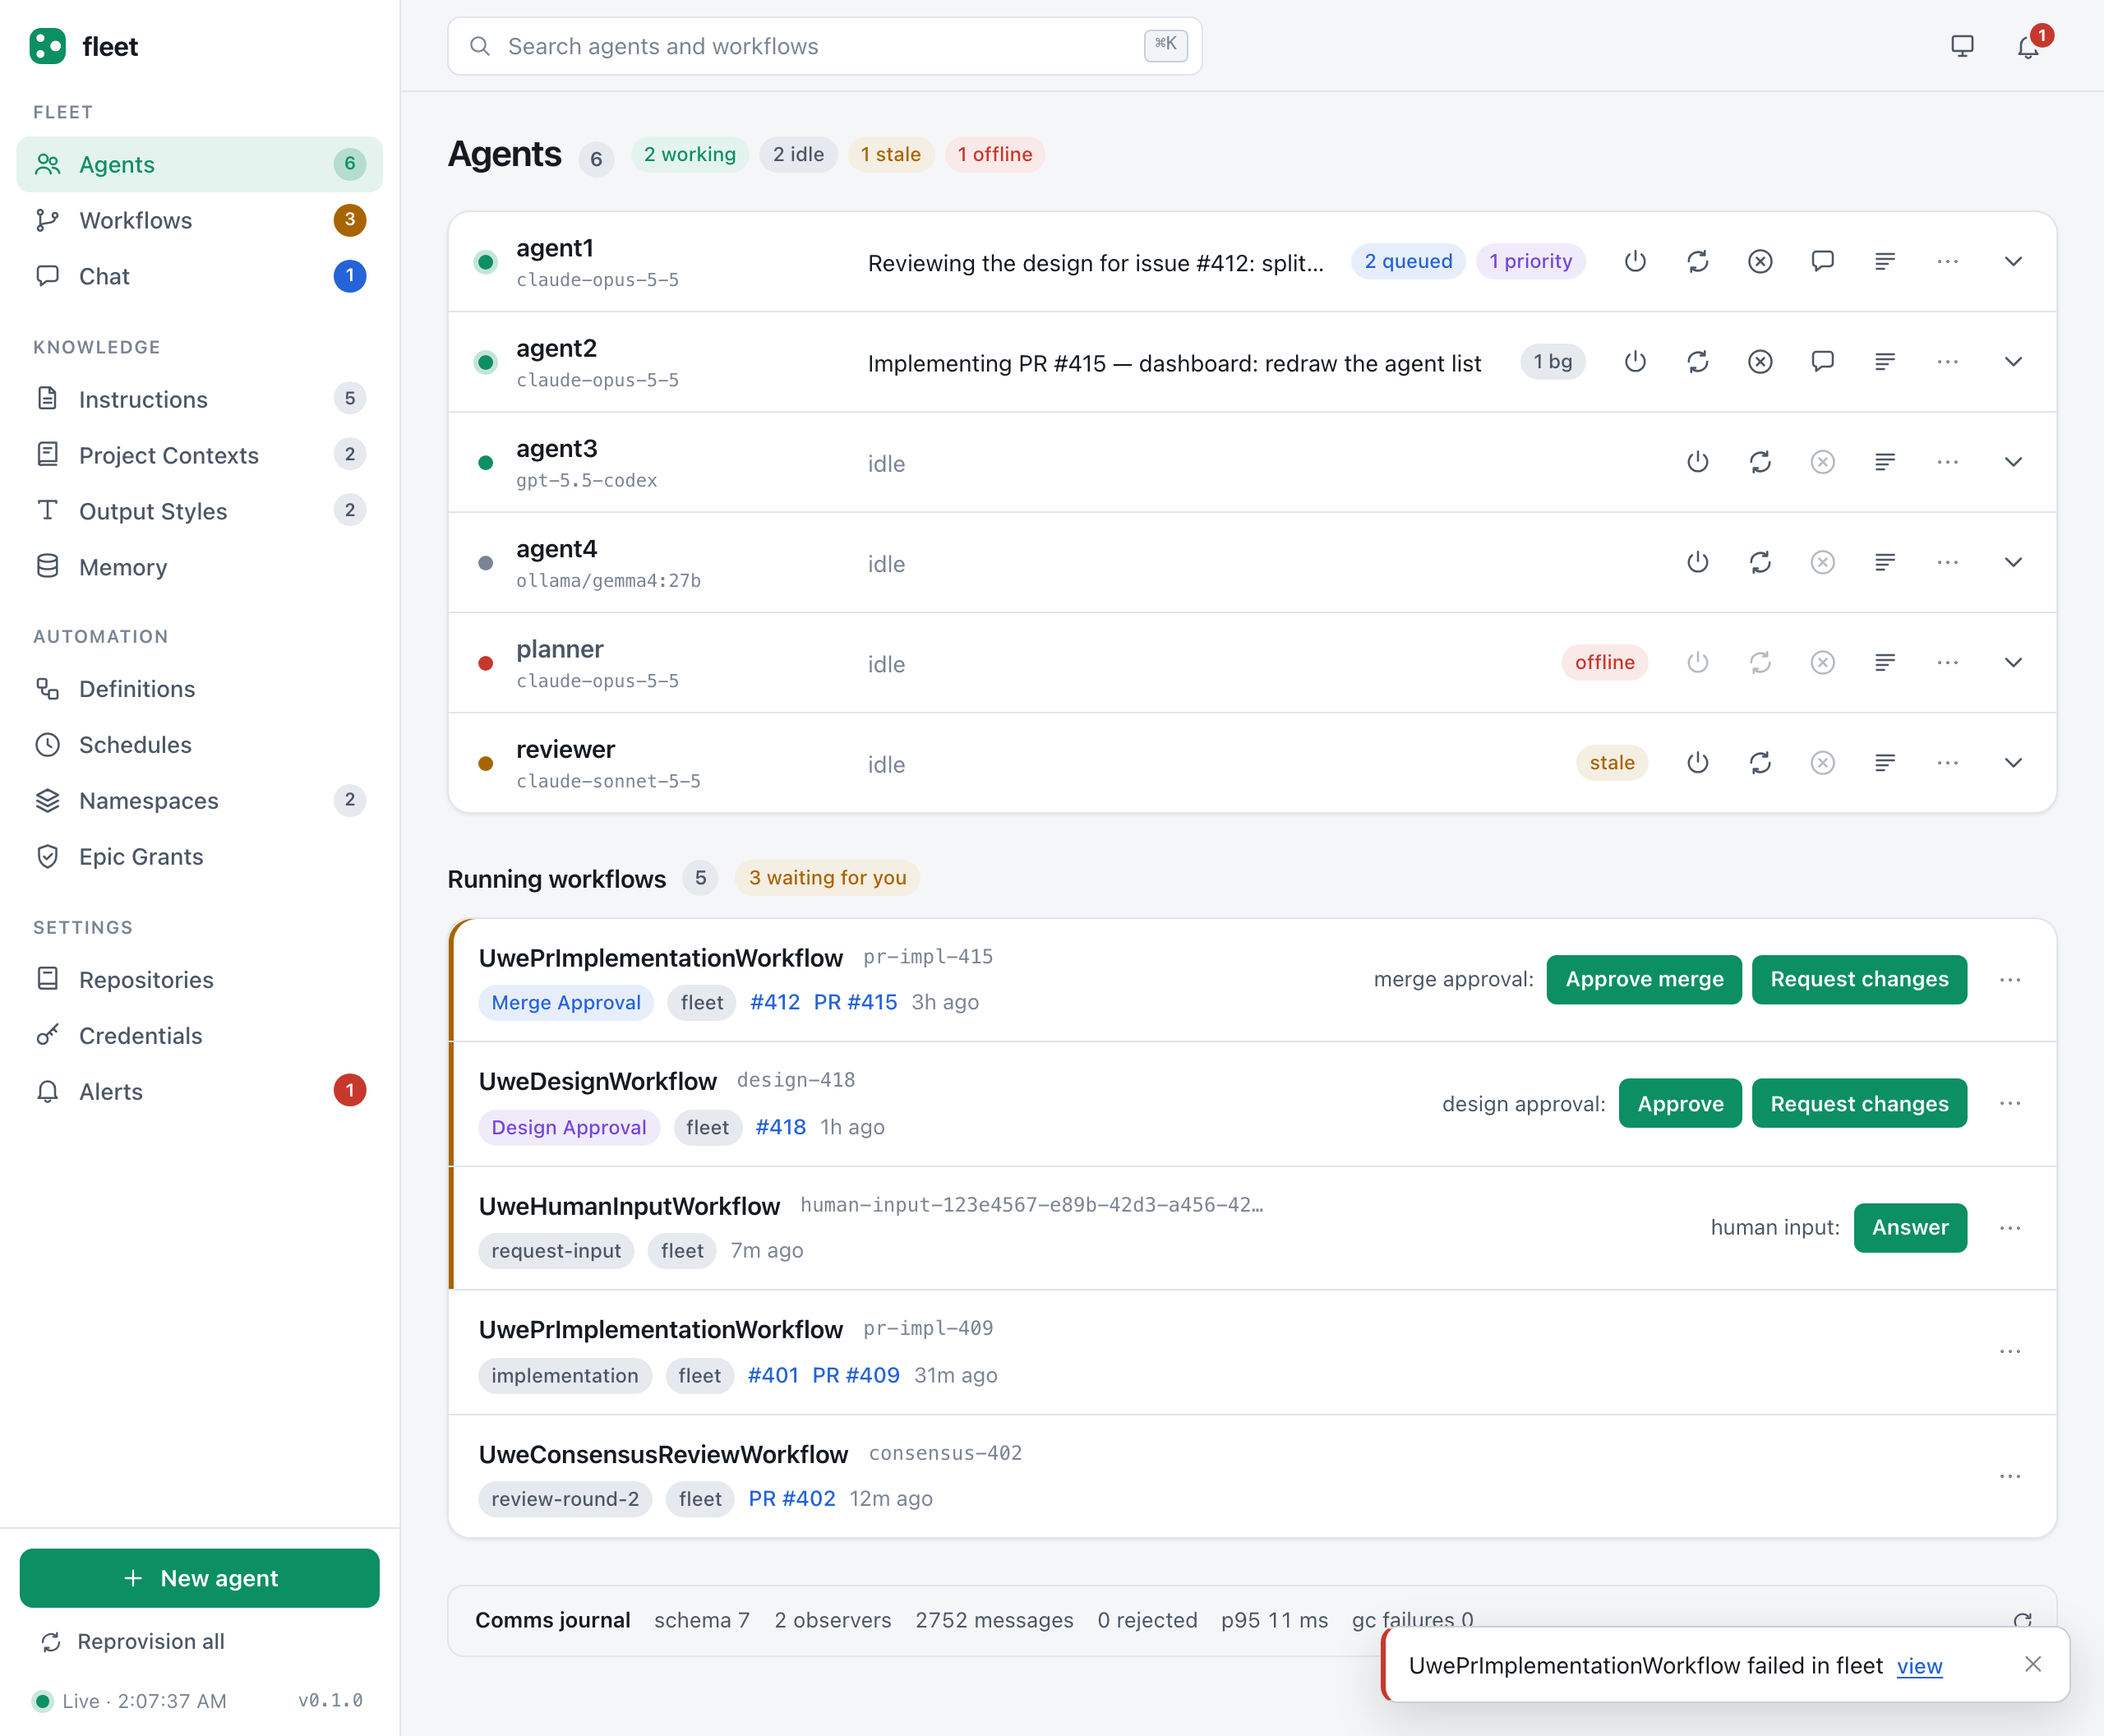 fleet
FLEET
Agents 6
Workflows 3
Chat 1
KNOWLEDGE
Instructions 5
Project Contexts 2
Output Styles 2
Memory
AUTOMATION
Definitions
Schedules
Namespaces 2
Epic Grants
SETTINGS
Repositories
Credentials
Alerts 1
+ New agent
Reprovision all
Live · 2:07:37 AM v0.1.0
Search agents and workflows ⌘K
1
Agents 6 2 working 2 idle 1 stale 1 offline
agent1
claude-opus-5-5
Reviewing the design for issue #412: split... 2 queued 1 priority
agent2
claude-opus-5-5
Implementing PR #415 — dashboard: redraw the agent list 1 bg
agent3
gpt-5.5-codex
idle
agent4
ollama/gemma4:27b
idle
planner
claude-opus-5-5
idle offline
reviewer
claude-sonnet-5-5
idle stale
Running workflows 5 3 waiting for you
UwePrImplementationWorkflow pr-impl-415
Merge Approval fleet #412 PR #415 3h ago
merge approval: Approve merge Request changes
UweDesignWorkflow design-418
Design Approval fleet #418 1h ago
design approval: Approve Request changes
UweHumanInputWorkflow human-input-123e4567-e89b-42d3-a456-42…
request-input fleet 7m ago
human input: Answer
UwePrImplementationWorkflow pr-impl-409
implementation fleet #401 PR #409 31m ago
UweConsensusReviewWorkflow consensus-402
review-round-2 fleet PR #402 12m ago
Comms journal schema 7 2 observers 2752 messages 0 rejected p95 11 ms gc failures 0
UwePrImplementationWorkflow failed in fleet view